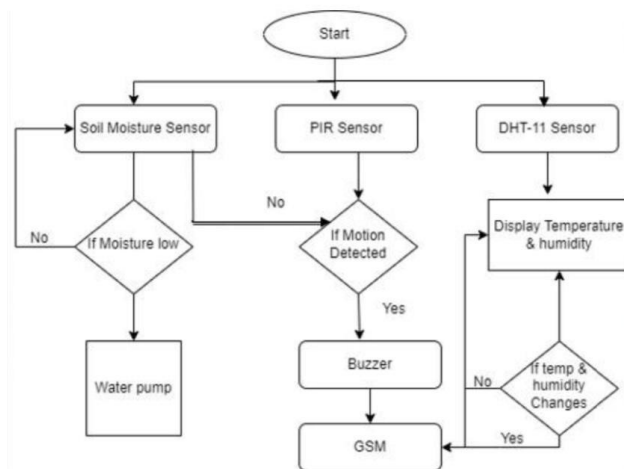 Start
Soil Moisture Sensor
PIR Sensor
DHT-11 Sensor
No
No
If Moisture low
If Motion
Detected
Display Temperature
& humidity
Yes
Water pump
Buzzer
No
If temp &
humidity
Changes
Yes
GSM